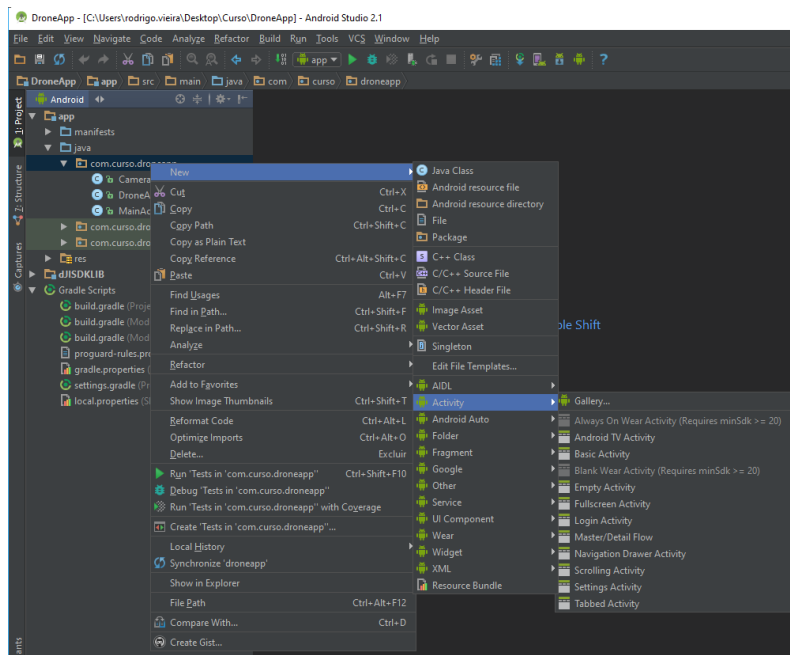 DroneApp - [C:\Users\rodrigo.vieira\Desktop\Curso\DroneApp] - Android Studio 2.1
File Edit View Navigate Code Analyze Refactor Build Run Tools VCS Window Help
app
DroneApp app src main java com curso droneapp
1: Project
Z: Structure
Captures
Android
app
manifests
java
com.curso.droneapp
Camera
DroneA
MainAc
com.curso.dro
com.curso.dro
res
dJISDKLIB
Gradle Scripts
build.gradle (Proje
build.gradle (Mod
build.gradle (Mod
proguard-rules.pro
gradle.properties (
settings.gradle (Pr
local.properties (S
New
Cut Ctrl+X
Copy Ctrl+C
Copy Path Ctrl+Shift+C
Copy as Plain Text
Copy Reference Ctrl+Alt+Shift+C
Paste Ctrl+V
Find Usages Alt+F7
Find in Path... Ctrl+Shift+F
Replace in Path... Ctrl+Shift+R
Analyze
Refactor
Add to Favorites
Show Image Thumbnails Ctrl+Shift+T
Reformat Code Ctrl+Alt+L
Optimize Imports Ctrl+Alt+O
Delete... Excluir
Run 'Tests in 'com.curso.droneapp'' Ctrl+Shift+F10
Debug 'Tests in 'com.curso.droneapp''
Run 'Tests in 'com.curso.droneapp'' with Coverage
Create 'Tests in 'com.curso.droneapp''...
Local History
Synchronize 'droneapp'
Show in Explorer
File Path Ctrl+Alt+F12
Compare With... Ctrl+D
Create Gist...
Java Class
Android resource file
Android resource directory
File
Package
C++ Class
C/C++ Source File
C/C++ Header File
Image Asset
Vector Asset
Singleton
Edit File Templates...
AIDL
Activity
Android Auto
Folder
Fragment
Google
Other
Service
UI Component
Wear
Widget
XML
Resource Bundle
ple Shift
Gallery...
Always On Wear Activity (Requires minSdk >= 20)
Android TV Activity
Basic Activity
Blank Wear Activity (Requires minSdk >= 20)
Empty Activity
Fullscreen Activity
Login Activity
Master/Detail Flow
Navigation Drawer Activity
Scrolling Activity
Settings Activity
Tabbed Activity
ants